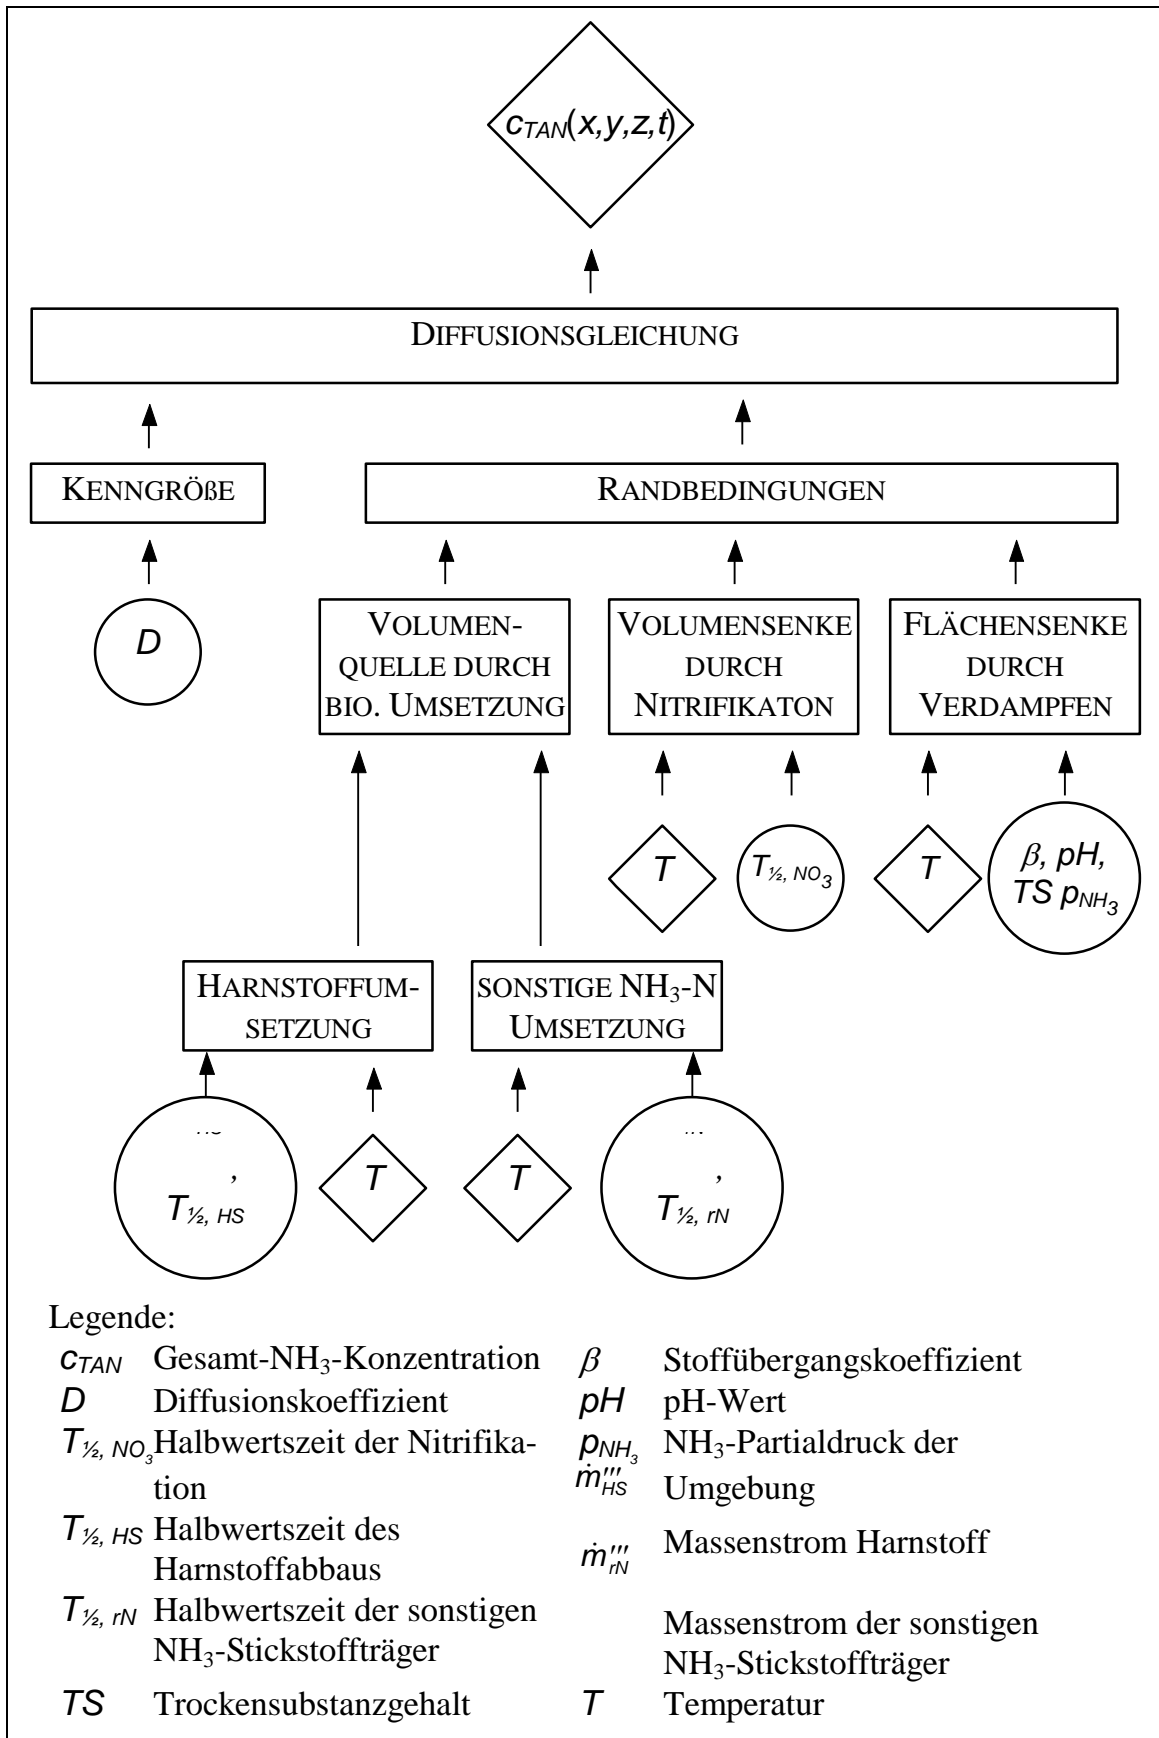 c_TAN(x,y,z,t)
DIFFUSIONSGLEICHUNG
KENNGRÖßE
RANDBEDINGUNGEN
D
VOLUMEN-
QUELLE DURCH
BIO. UMSETZUNG
VOLUMENSENKE
DURCH
NITRIFIKATON
FLÄCHENSENKE
DURCH
VERDAMPFEN
T
T½, NO₃
T
β, pH,
TS p_NH₃
HARNSTOFFUM-
SETZUNG
SONSTIGE NH₃-N
UMSETZUNG
,
T½, HS
T
T
,
T½, rN
Legende:
c_TAN Gesamt-NH₃-Konzentration
D Diffusionskoeffizient
T½, NO₃ Halbwertszeit der Nitrifika-
tion
T½, HS Halbwertszeit des
Harnstoffabbaus
T½, rN Halbwertszeit der sonstigen
NH₃-Stickstoffträger
TS Trockensubstanzgehalt
β Stoffübergangskoeffizient
pH pH-Wert
p_NH₃ NH₃-Partialdruck der
ṁ‴_HS Umgebung
ṁ‴_rN Massenstrom Harnstoff
Massenstrom der sonstigen
NH₃-Stickstoffträger
T Temperatur